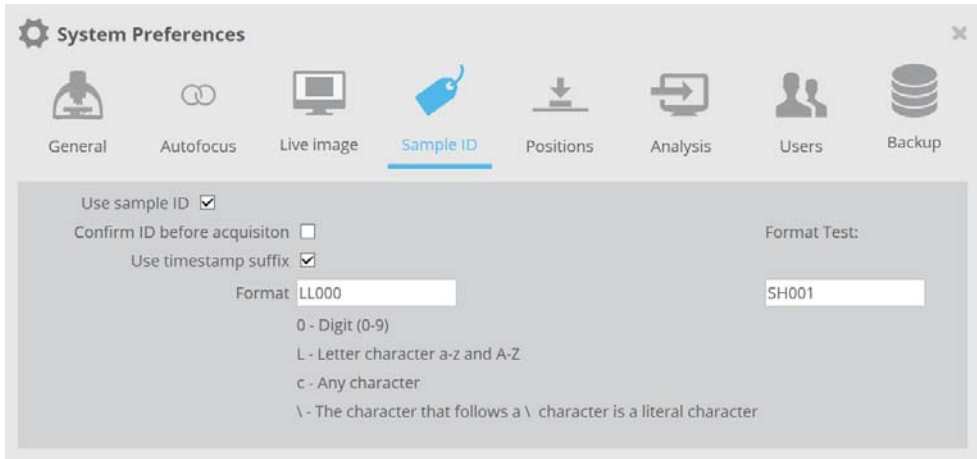 System Preferences
General Autofocus Live image Sample ID Positions Analysis Users Backup
Use sample ID
Confirm ID before acquisiton
Format Test:
Use timestamp suffix
Format LL000 SH001
0 - Digit (0-9)
L - Letter character a-z and A-Z
c - Any character
\ - The character that follows a \ character is a literal character